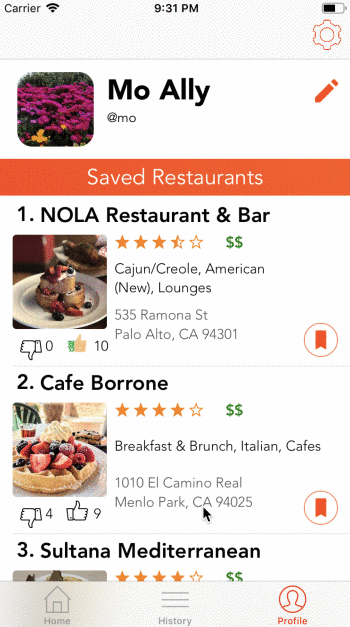 Carrier 9:31 PM
Mo Ally
@mo
Saved Restaurants
1. NOLA Restaurant & Bar
$$
Cajun/Creole, American
(New), Lounges
535 Ramona St
Palo Alto, CA 94301
0 10
2. Cafe Borrone
$$
Breakfast & Brunch, Italian, Cafes
1010 El Camino Real
Menlo Park, CA 94025
4 9
3. Sultana Mediterranean
$$
Home History Profile